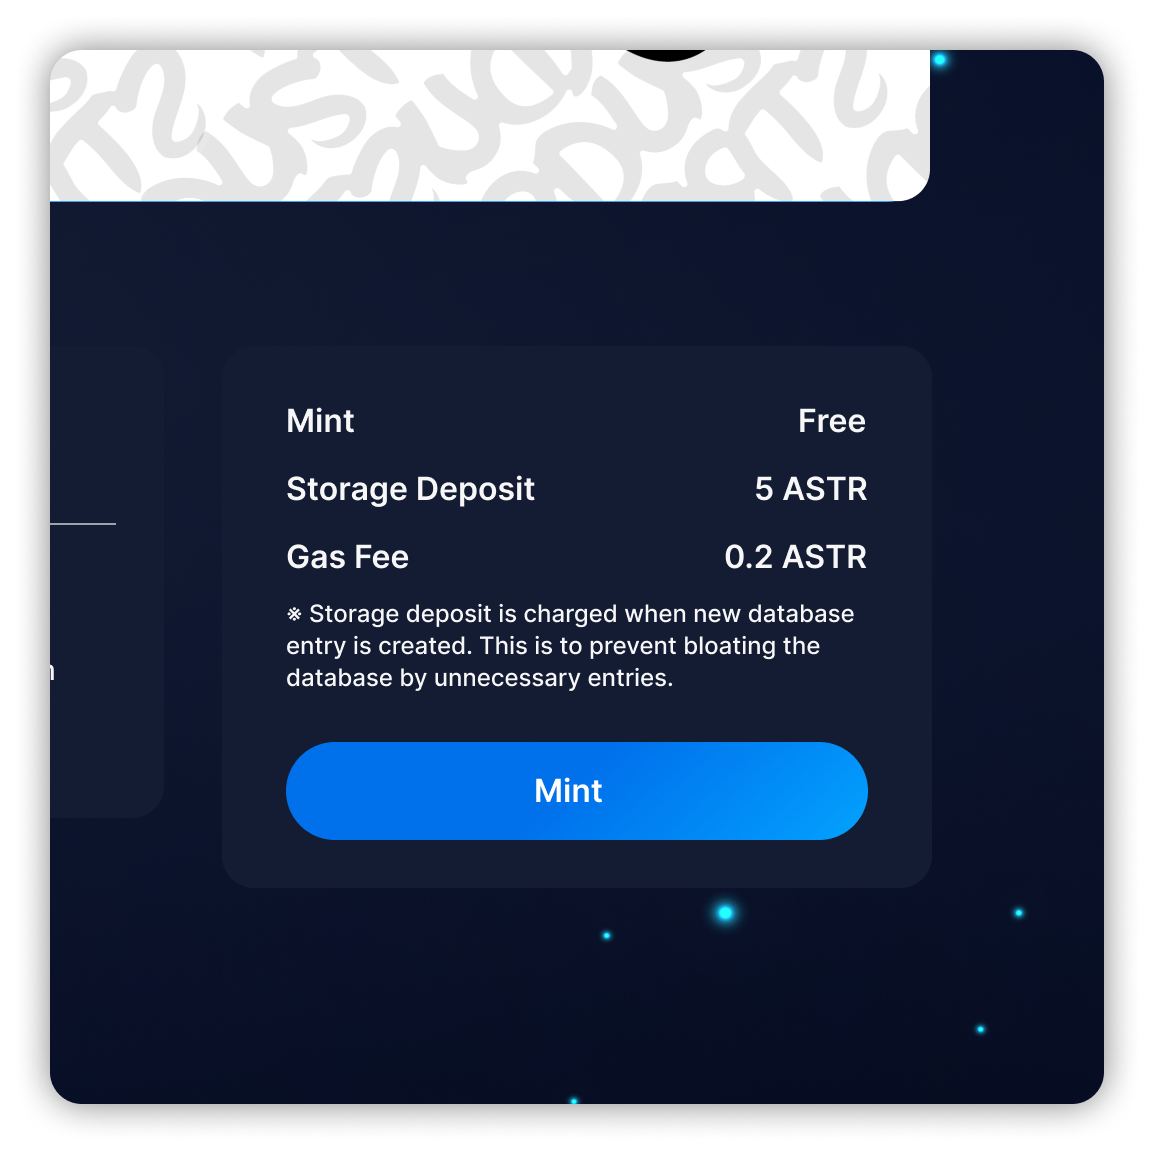 Mint Free
Storage Deposit 5 ASTR
Gas Fee 0.2 ASTR
※ Storage deposit is charged when new database
entry is created. This is to prevent bloating the
database by unnecessary entries.
Mint